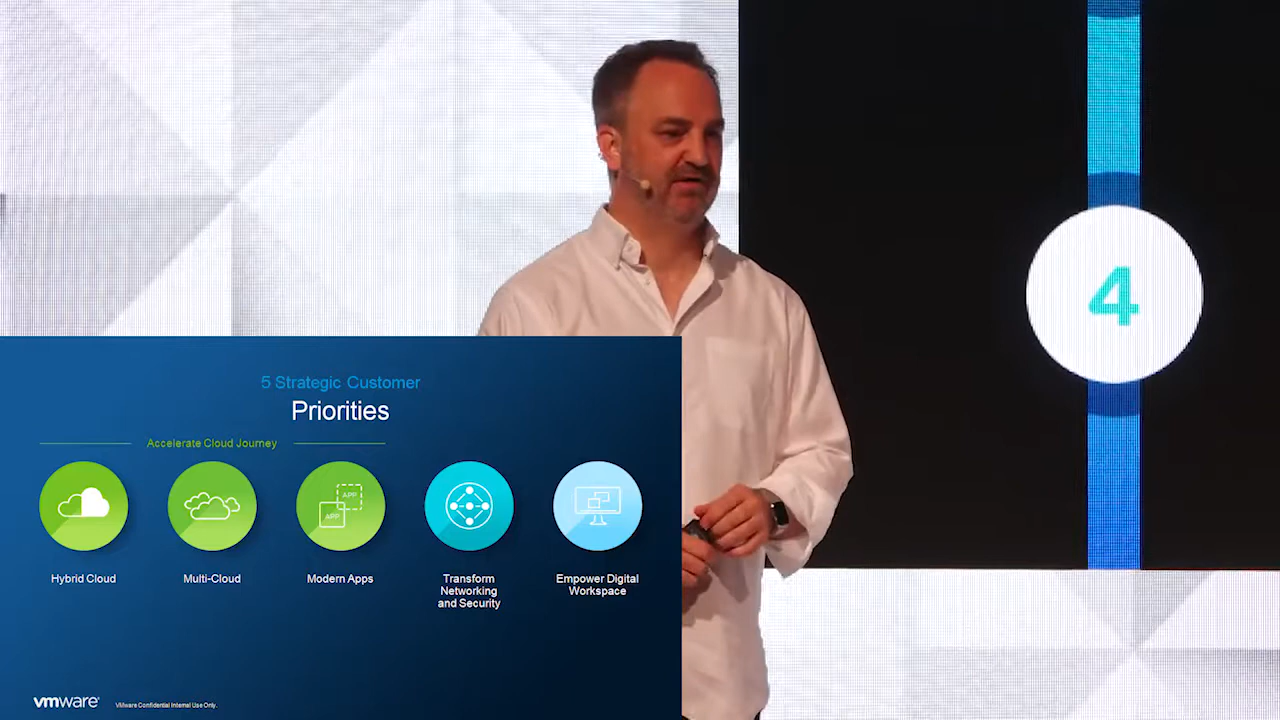 4
5 Strategic Customer
Priorities
Accelerate Cloud Journey
APP
APP
Hybrid Cloud
Multi-Cloud
Modern Apps
Transform
Networking
and Security
Empower Digital
Workspace
vmware®
VMware Confidential Internal Use Only.